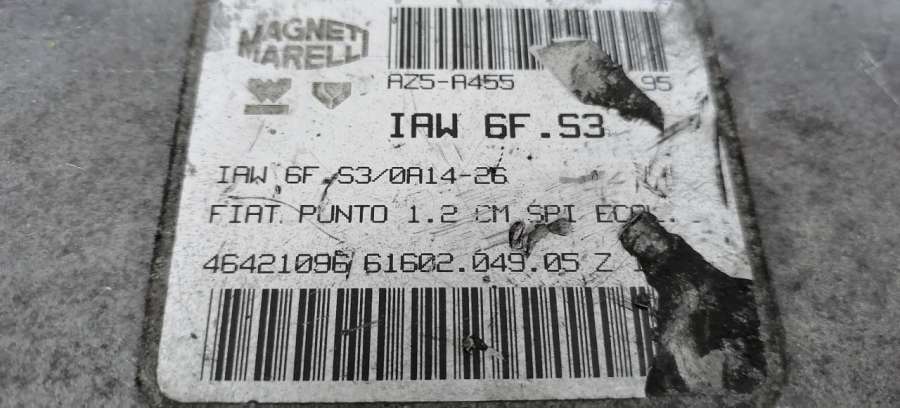 MAGNETI
MARELLI
AZ5-A455 95
IAW 6F.S3
IAW 6F.S3/0A14-26
FIAT PUNTO 1.2 CM SPI
46421096 61602.049.05 Z